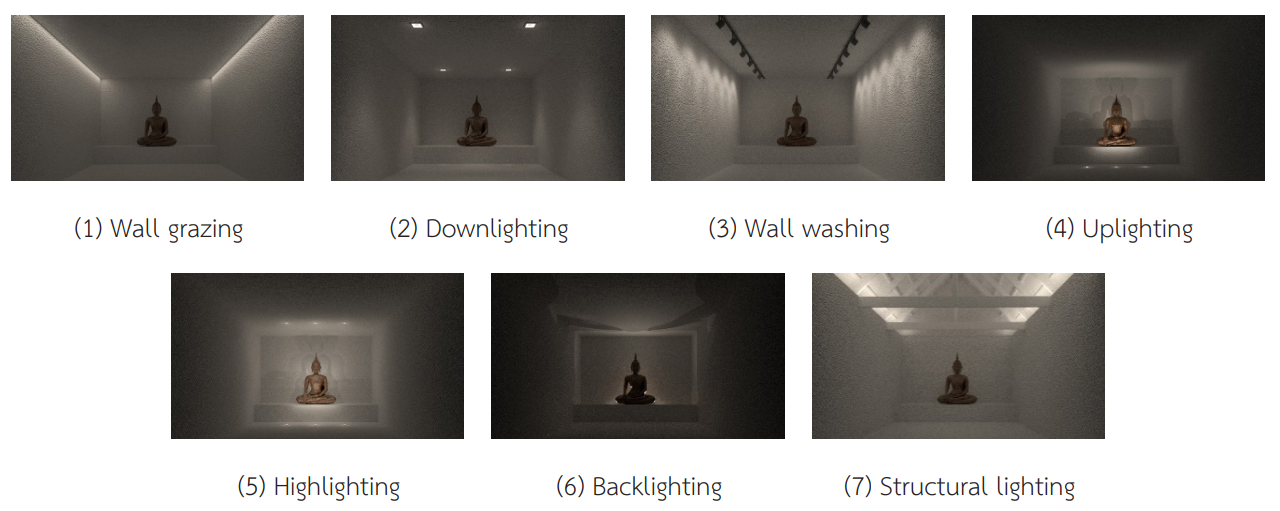 (1) Wall grazing
(2) Downlighting
(3) Wall washing
(4) Uplighting
(5) Highlighting
(6) Backlighting
(7) Structural lighting